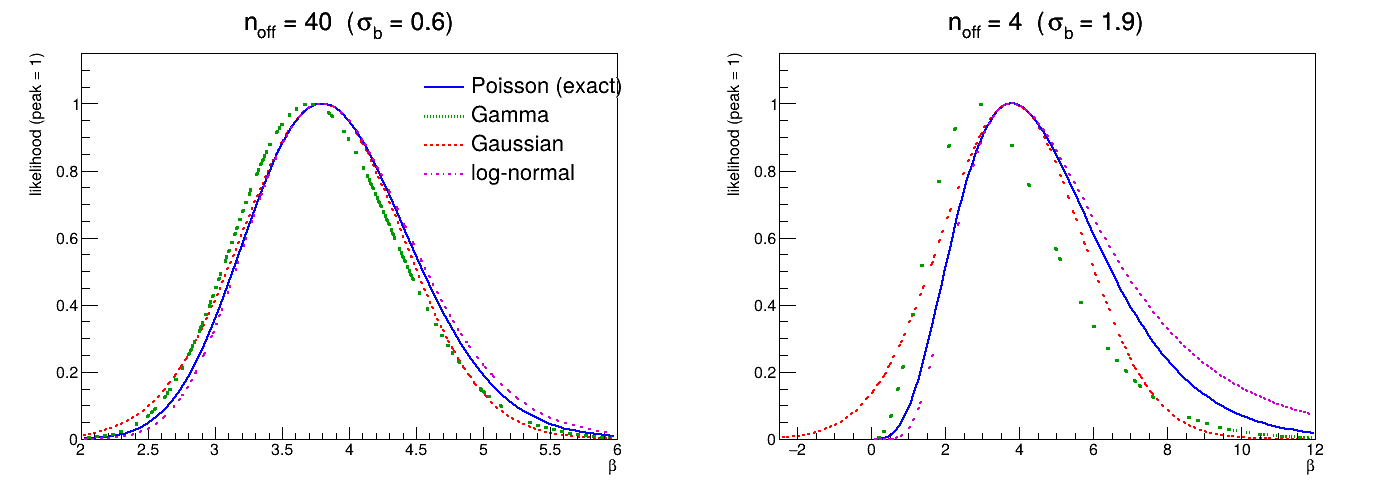 n_off = 40 (σ_b = 0.6)
likelihood (peak = 1)
1
0.8
0.6
0.4
0.2
0
2
2.5
3
3.5
4
4.5
5
5.5
6
β
Poisson (exact)
Gamma
Gaussian
log-normal
n_off = 4 (σ_b = 1.9)
likelihood (peak = 1)
1
0.8
0.6
0.4
0.2
0
−2
0
2
4
6
8
10
12
β